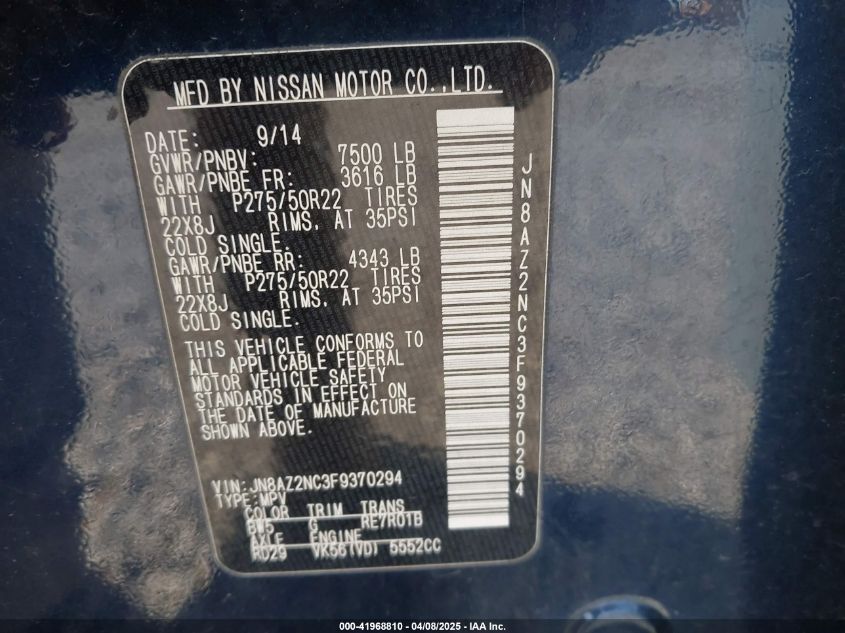 MFD BY NISSAN MOTOR CO.,LTD.
DATE: 9/14
GVWR/PNBV: 7500 LB
GAWR/PNBE FR: 3616 LB
WITH P275/50R22 TIRES
22X8J RIMS, AT 35PSI
COLD SINGLE.
GAWR/PNBE RR: 4343 LB
WITH P275/50R22 TIRES
22X8J RIMS, AT 35PSI
COLD SINGLE.
THIS VEHICLE CONFORMS TO
ALL APPLICABLE FEDERAL
MOTOR VEHICLE SAFETY
STANDARDS IN EFFECT ON
THE DATE OF MANUFACTURE
SHOWN ABOVE.
VIN:JN8AZ2NC3F9370294
TYPE:MPV
COLOR TRIM TRANS
BW5 G RE7R01B
AXLE ENGINE
RD29 VK56(VD) 5552CC
JN8AZ2NC3F9370294
000-41968810 - 04/08/2025 - IAA Inc.